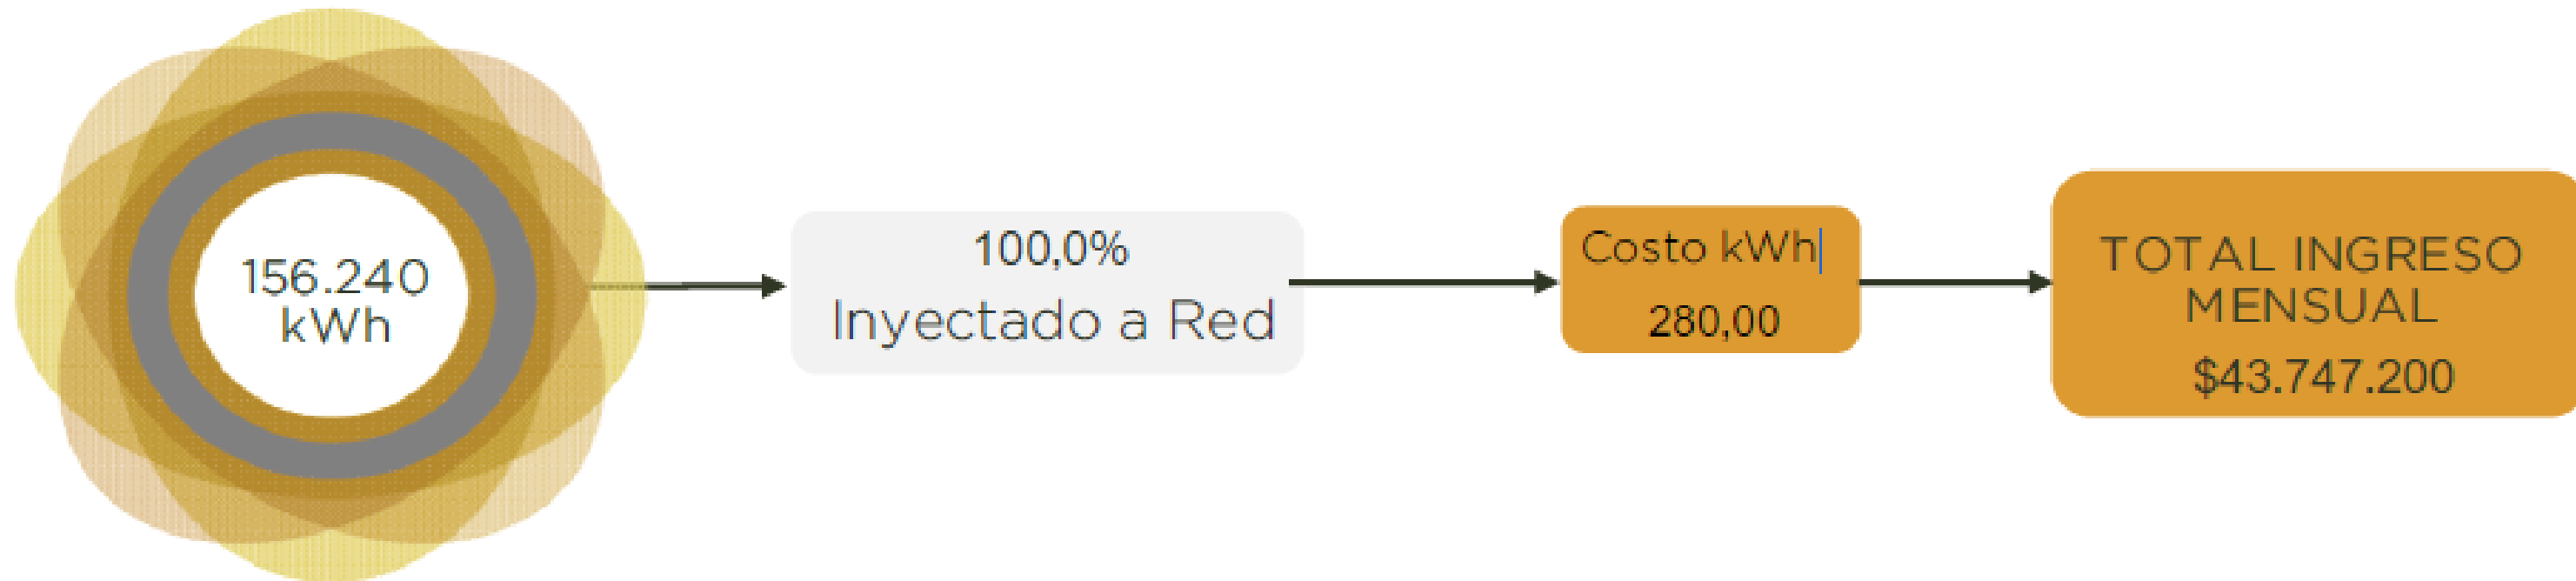 156.240
kWh
100,0%
Inyectado a Red
Costo kWh
280,00
TOTAL INGRESO
MENSUAL
$43.747.200